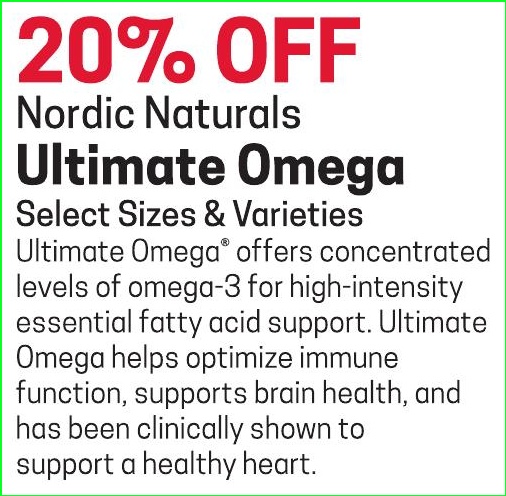 20% OFF
Nordic Naturals
Ultimate Omega
Select Sizes & Varieties
Ultimate Omega® offers concentrated
levels of omega-3 for high-intensity
essential fatty acid support. Ultimate
Omega helps optimize immune
function, supports brain health, and
has been clinically shown to
support a healthy heart.